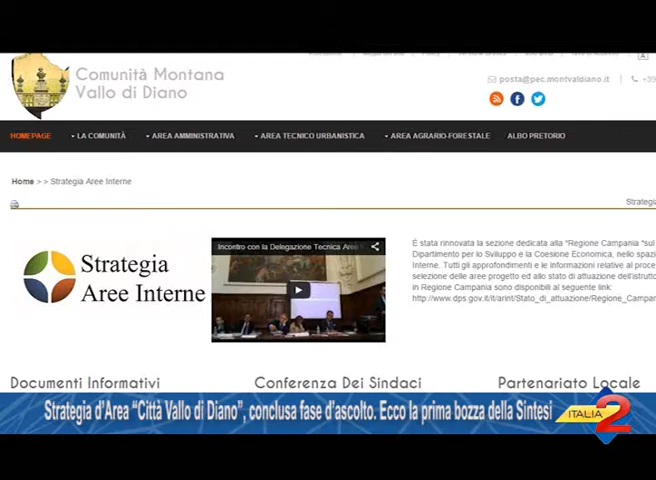 Comunità Montana
Vallo di Diano
posta@pec.montvaldiano.it
+39
HOMEPAGE
LA COMUNITÀ
AREA AMMINISTRATIVA
AREA TECNICO URBANISTICA
AREA AGRARIO-FORESTALE
ALBO PRETORIO
Home > > Strategia Aree Interne
Strategia
Strategia
Aree Interne
Incontro con la Delegazione Tecnica Aree
È stata rinnovata la sezione dedicata alla "Regione Campania "sul
Dipartimento per lo Sviluppo e la Coesione Economica, nello spazi
Interne. Tutti gli approfondimenti e le informazioni relative al proce
selezione delle aree progetto ed allo stato di attuazione dell'istrutto
in Regione Campania sono disponibili al seguente link:
http://www.dps.gov.it/it/arint/Stato_di_attuazione/Regione_Campan
Documenti Informativi
Conferenza Dei Sindaci
Partenariato Locale
Strategia d'Area "Città Vallo di Diano", conclusa fase d'ascolto. Ecco la prima bozza della Sintesi
ITALIA 2